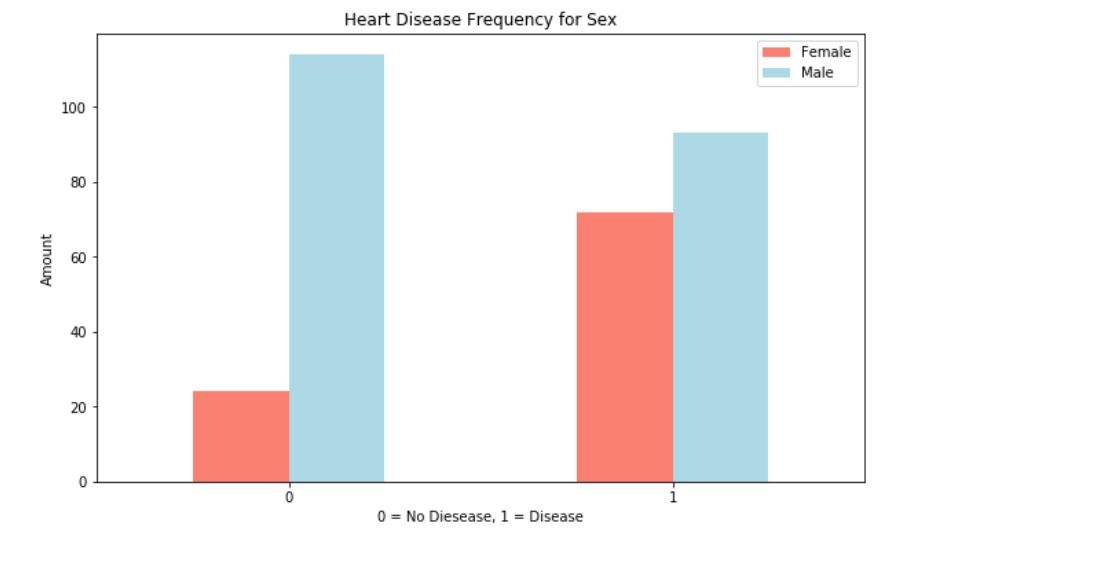 Heart Disease Frequency for Sex
Female
Male
100
80
60
40
20
0
Amount
0
1
0 = No Diesease, 1 = Disease